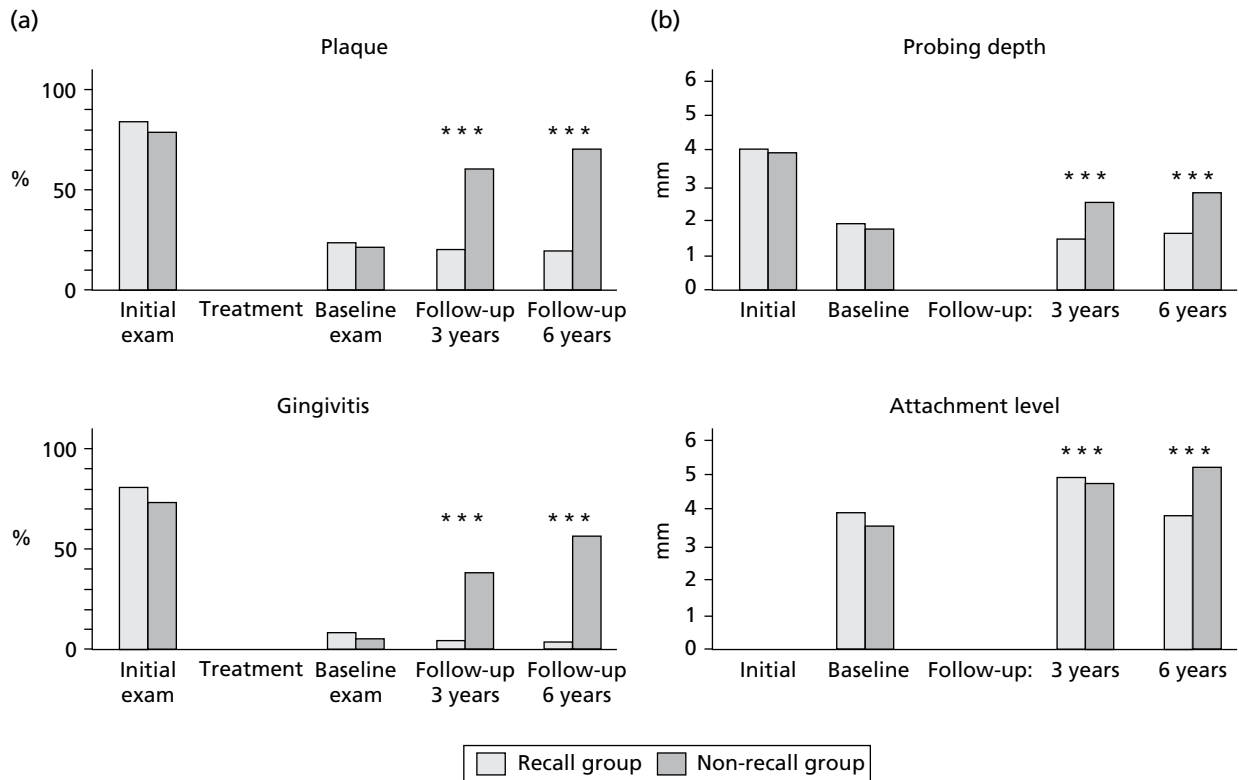 (a)
Plaque
100
50
0
%
* * *
* * *
Initial exam
Treatment
Baseline exam
Follow-up 3 years
Follow-up 6 years
Gingivitis
100
50
0
%
* * *
* * *
Initial exam
Treatment
Baseline exam
Follow-up 3 years
Follow-up 6 years
(b)
Probing depth
6
5
4
3
2
1
0
mm
* * *
* * *
Initial
Baseline
Follow-up:
3 years
6 years
Attachment level
6
5
4
3
2
1
0
mm
* * *
* * *
Initial
Baseline
Follow-up:
3 years
6 years
Recall group
Non-recall group